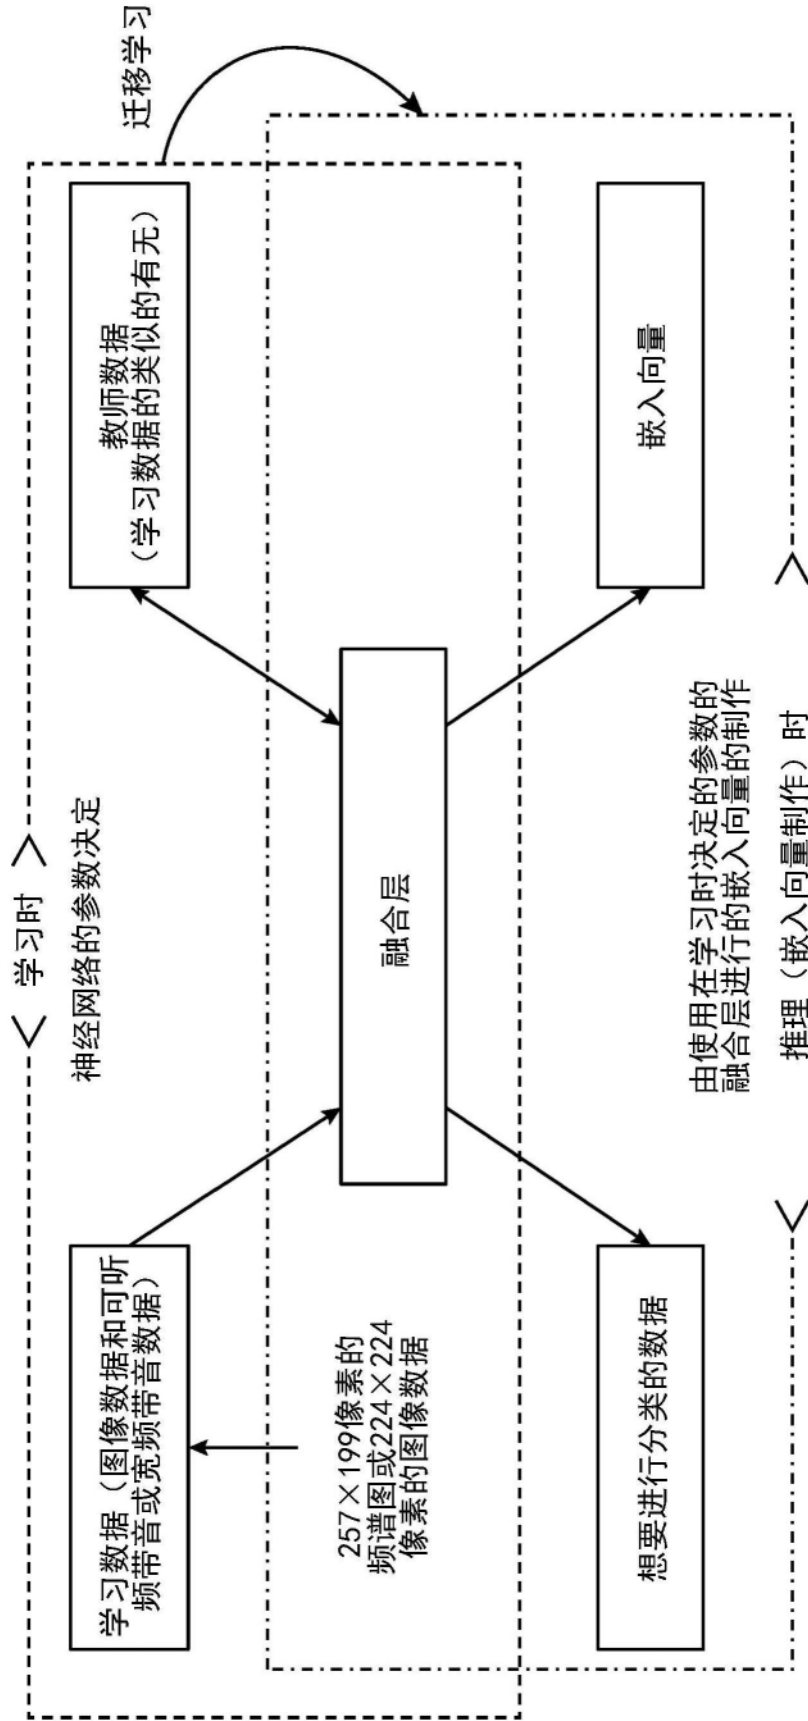 学习时
神经网络的参数决定
迁移学习
学习数据（图像数据和可听
频带音或宽频带音数据）
教师数据
（学习数据的类似的有无）
257×199像素的
频谱图或224×224
像素的图像数据
融合层
想要进行分类的数据
嵌入向量
由使用在学习时决定的参数的
融合层进行的嵌入向量的制作
推理（嵌入向量制作）时